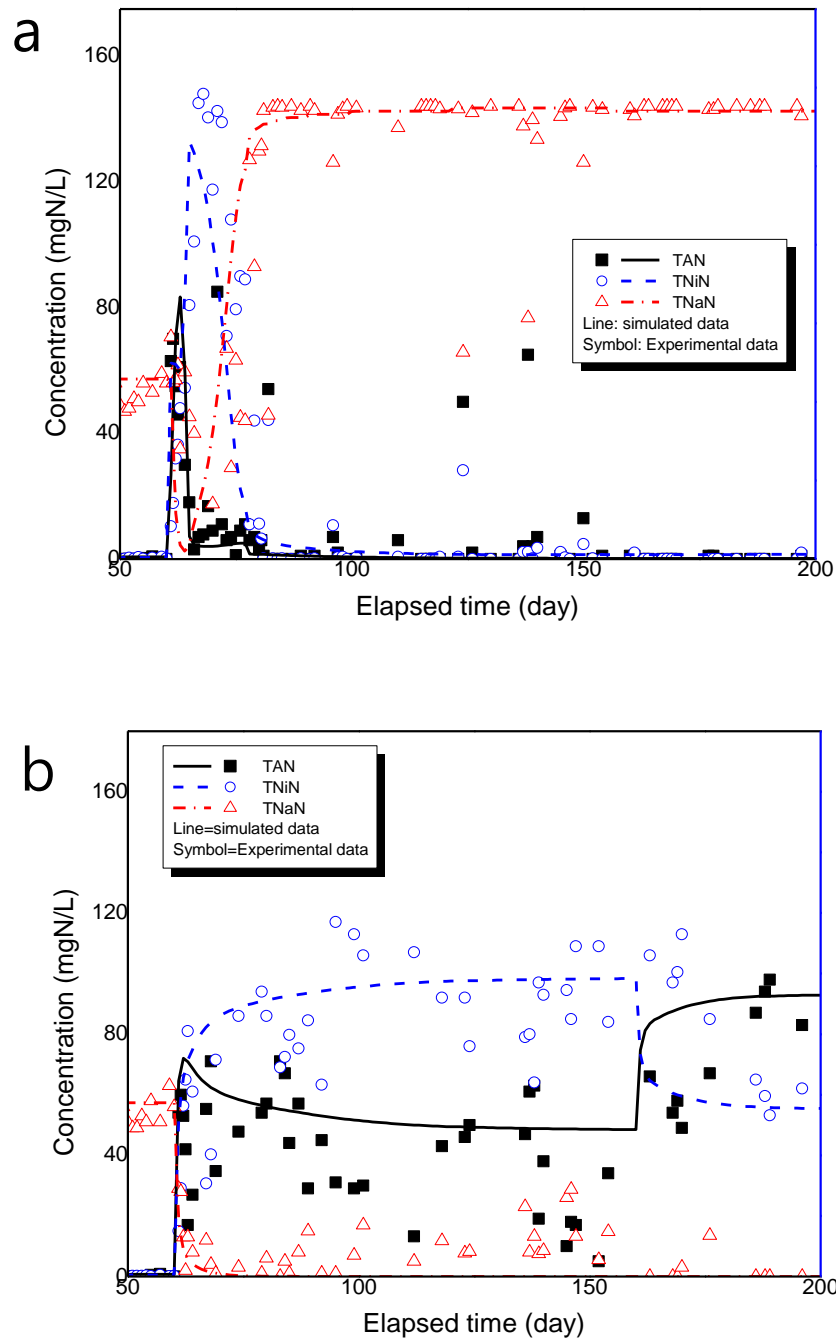 a
160
120
80
40
0
50
100
150
200
Concentration (mgN/L)
Elapsed time (day)
TAN
TNiN
TNaN
Line: simulated data
Symbol: Experimental data
b
160
120
80
40
0
50
100
150
200
Concentration (mgN/L)
Elapsed time (day)
TAN
TNiN
TNaN
Line=simulated data
Symbol=Experimental data